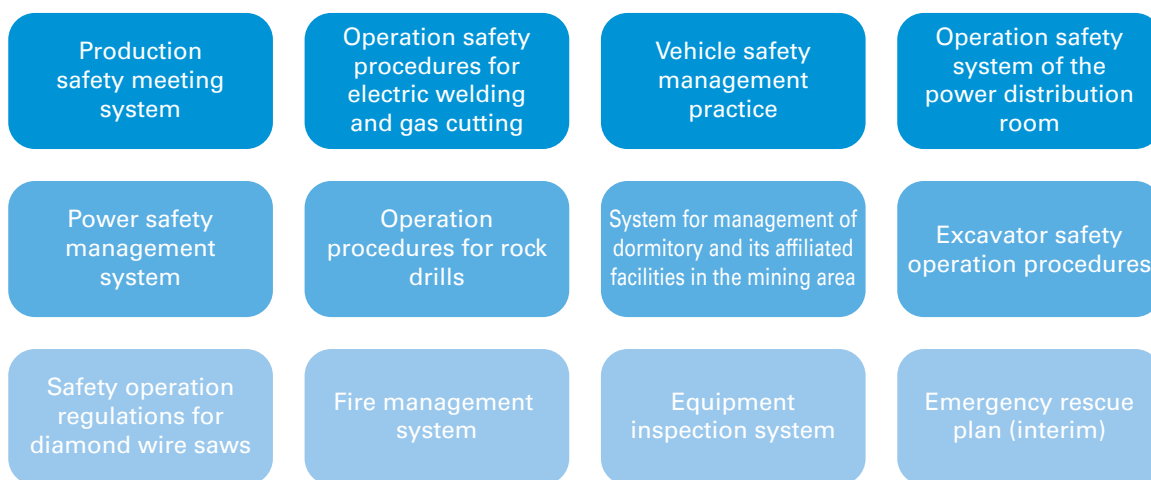 Production
safety meeting
system
Operation safety
procedures for
electric welding
and gas cutting
Vehicle safety
management
practice
Operation safety
system of the
power distribution
room
Power safety
management
system
Operation
procedures for rock
drills
System for management of
dormitory and its affiliated
facilities in the mining area
Excavator safety
operation procedures
Safety operation
regulations for
diamond wire saws
Fire management
system
Equipment
inspection system
Emergency rescue
plan (interim)